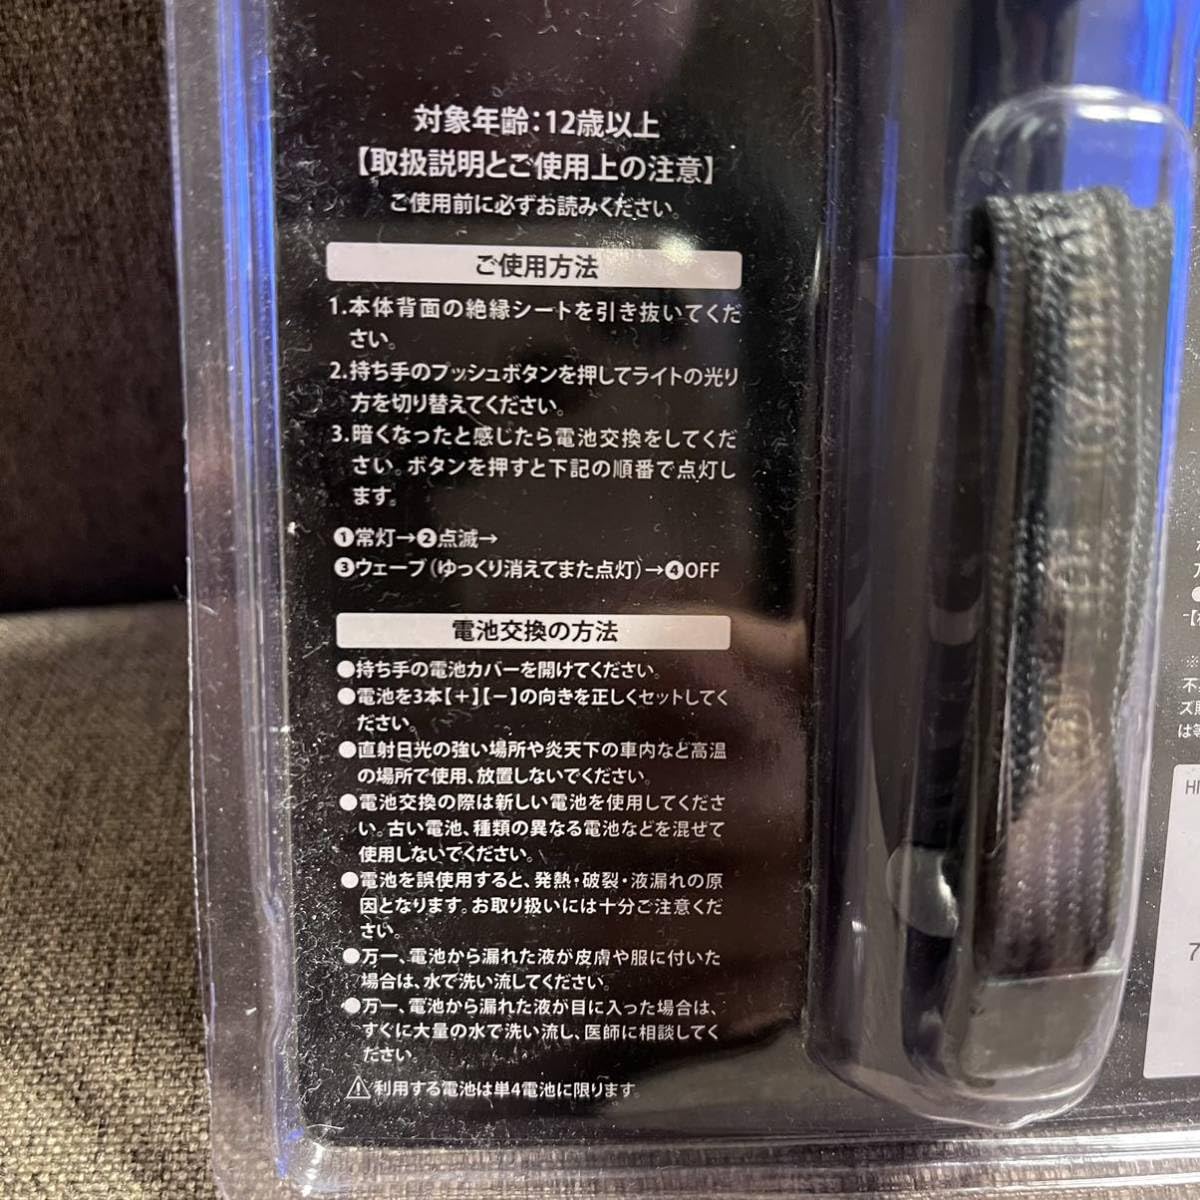 対象年齢:12歳以上
【取扱説明とご使用上の注意】
ご使用前に必ずお読みください。
ご使用方法
1.本体背面の絶縁シートを引き抜いてくだ
さい。
2.持ち手のプッシュボタンを押してライトの光り
方を切り替えてください。
3.暗くなったと感じたら電池交換をしてくだ
さい。ボタンを押すと下記の順番で点灯し
ます。
❶常灯→❷点滅→
❸ウェーブ(ゆっくり消えてまた点灯)→❹OFF
電池交換の方法
●持ち手の電池カバーを開けてください。
●電池を3本【+】【−】の向きを正しくセットしてく
ださい。
●直射日光の強い場所や炎天下の車内など高温
の場所で使用、放置しないでください。
●電池交換の際は新しい電池を使用してくださ
い。古い電池、種類の異なる電池などを混ぜて
使用しないでください。
●電池を誤使用すると、発熱・破裂・液漏れの原
因となります。お取り扱いには十分ご注意くだ
さい。
●万一、電池から漏れた液が皮膚や服に付いた
場合は、水で洗い流してください。
●万一、電池から漏れた液が目に入った場合は、
すぐに大量の水で洗い流し、医師に相談してく
ださい。
⚠利用する電池は単4電池に限ります。
※
不
ズ
は
HI
7